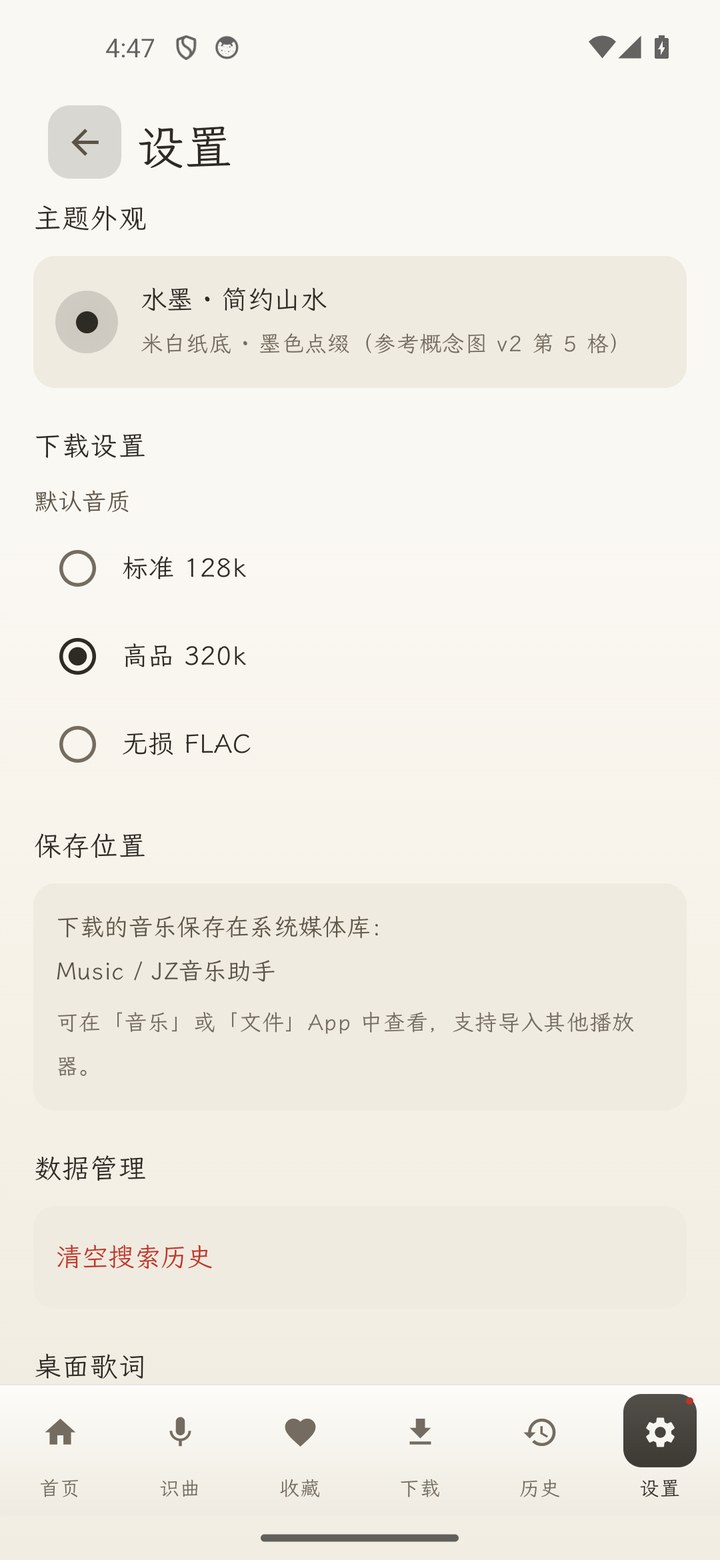 4:47
设置
主题外观
水墨·简约山水
米白纸底·墨色点缀（参考概念图 v2 第 5 格）
下载设置
默认音质
标准 128k
高品 320k
无损 FLAC
保存位置
下载的音乐保存在系统媒体库：
Music / JZ音乐助手
可在「音乐」或「文件」App 中查看，支持导入其他播放
器。
数据管理
清空搜索历史
桌面歌词
首页 识曲 收藏 下载 历史 设置